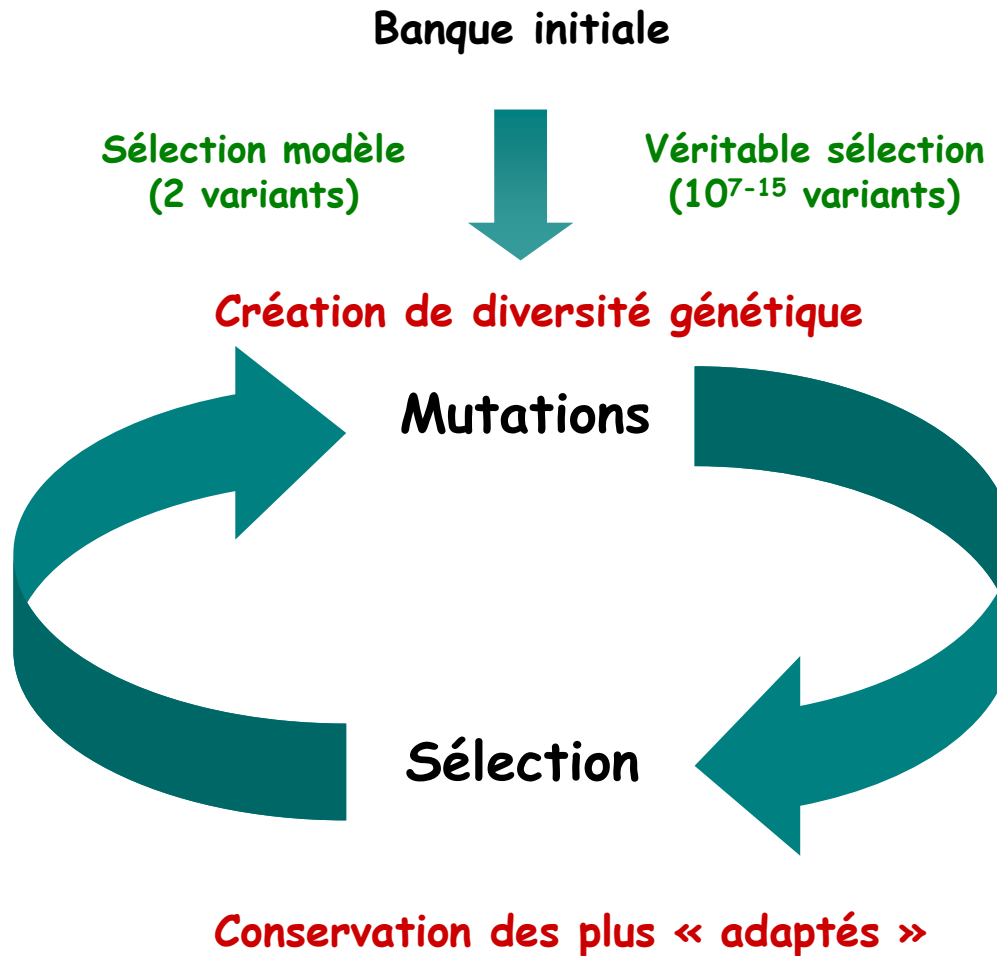 Banque initiale
Sélection modèle
(2 variants)
Véritable sélection
(10⁷⁻¹⁵ variants)
Création de diversité génétique
Mutations
Sélection
Conservation des plus « adaptés »